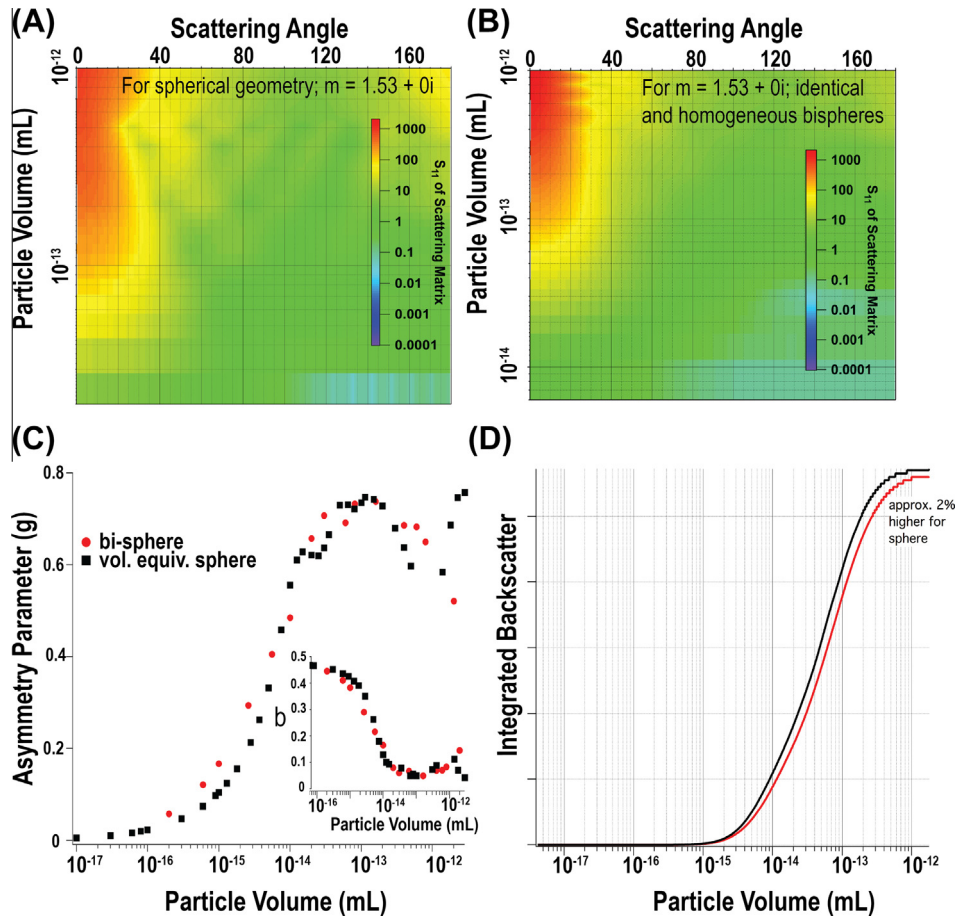 (A)
Scattering Angle
0 40 80 120 160
10-12
10-13
Particle Volume (mL)
For spherical geometry; m = 1.53 + 0i
1000
100
10
1
0.1
0.01
0.001
0.0001
S11 of Scattering Matrix
(B)
Scattering Angle
0 40 80 120 160
10-12
10-13
10-14
Particle Volume (mL)
For m = 1.53 + 0i; identical
and homogeneous bispheres
1000
100
10
1
0.1
0.01
0.001
0.0001
S11 of Scattering Matrix
(C)
0.8
0.6
0.4
0.2
0
Asymmetry Parameter (g)
bi-sphere
vol. equiv. sphere
0.5
0.4
0.3
0.2
0.1
0
b
10-16 10-14 10-12
Particle Volume (mL)
10-17 10-16 10-15 10-14 10-13 10-12
Particle Volume (mL)
(D)
Integrated Backscatter
approx. 2%
higher for
sphere
10-17 10-16 10-15 10-14 10-13 10-12
Particle Volume (mL)